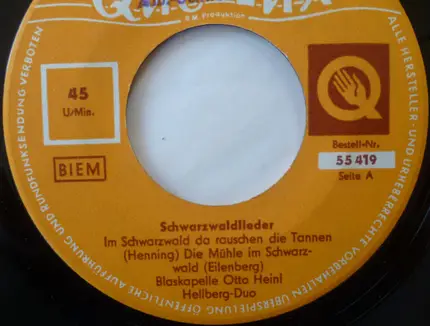 R.M. Produktion
45
U/Min.
BIEM
Bestell-Nr.
55 419
Seite A
Schwarzwaldlieder
Im Schwarzwald da rauschen die Tannen
(Henning) Die Mühle im Schwarz-
wald (Eilenberg)
Blaskapelle Otto Heinl
Hellberg-Duo
ALLE HERSTELLER- UND URHEBERRECHTE VORBEHALTEN ÜBERSPIELUNG ÖFFENTLICHE AUFFÜHRUNG UND RUNDFUNKSENDUNG VERBOTEN